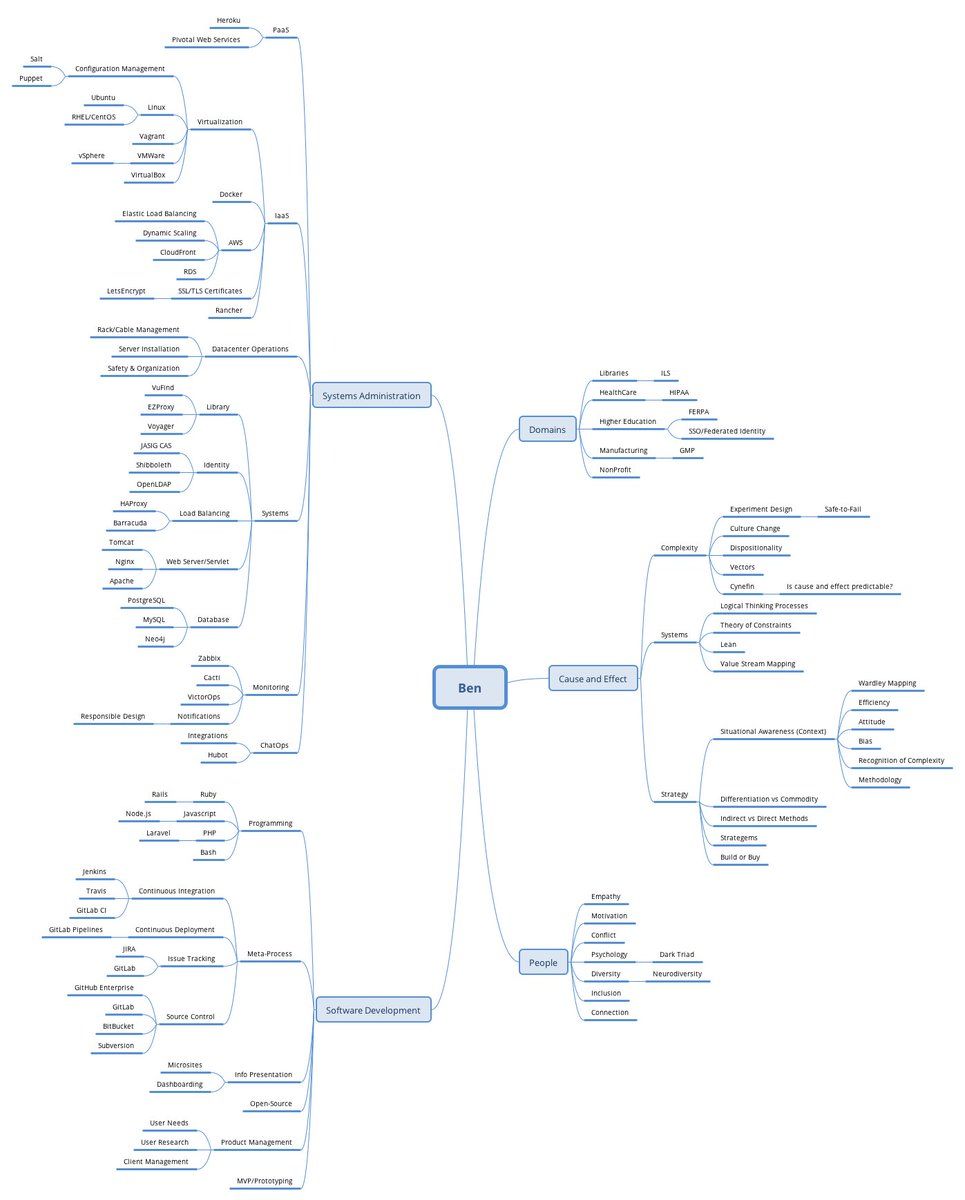 Ben
Systems Administration
PaaS
Heroku
Pivotal Web Services
IaaS
Virtualization
Configuration Management
Salt
Puppet
Linux
Ubuntu
RHEL/CentOS
Vagrant
VMWare
vSphere
VirtualBox
Docker
AWS
Elastic Load Balancing
Dynamic Scaling
CloudFront
RDS
SSL/TLS Certificates
LetsEncrypt
Rancher
Datacenter Operations
Rack/Cable Management
Server Installation
Safety & Organization
Systems
Library
VuFind
EZProxy
Voyager
Identity
JASIG CAS
Shibboleth
OpenLDAP
Load Balancing
HAProxy
Barracuda
Web Server/Servlet
Tomcat
Nginx
Apache
Database
PostgreSQL
MySQL
Neo4j
Monitoring
Zabbix
Cacti
VictorOps
Notifications
Responsible Design
ChatOps
Integrations
Hubot
Software Development
Programming
Ruby
Rails
Javascript
Node.js
PHP
Laravel
Bash
Meta-Process
Continuous Integration
Jenkins
Travis
GitLab CI
Continuous Deployment
GitLab Pipelines
Issue Tracking
JIRA
GitLab
Source Control
GitHub Enterprise
GitLab
BitBucket
Subversion
Info Presentation
Microsites
Dashboarding
Open-Source
Product Management
User Needs
User Research
Client Management
MVP/Prototyping
Domains
Libraries
ILS
HealthCare
HIPAA
Higher Education
FERPA
SSO/Federated Identity
Manufacturing
GMP
NonProfit
Cause and Effect
Complexity
Experiment Design
Safe-to-Fail
Culture Change
Dispositionality
Vectors
Cynefin
Is cause and effect predictable?
Systems
Logical Thinking Processes
Theory of Constraints
Lean
Value Stream Mapping
Strategy
Situational Awareness (Context)
Wardley Mapping
Efficiency
Attitude
Bias
Recognition of Complexity
Methodology
Differentiation vs Commodity
Indirect vs Direct Methods
Strategems
Build or Buy
People
Empathy
Motivation
Conflict
Psychology
Dark Triad
Diversity
Neurodiversity
Inclusion
Connection